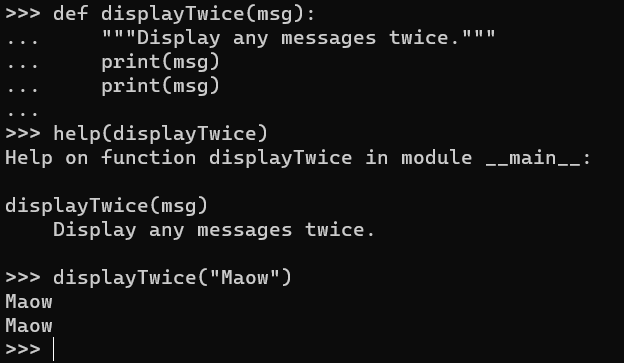 >>> def displayTwice(msg):
...     """Display any messages twice."""
...     print(msg)
...     print(msg)
...
>>> help(displayTwice)
Help on function displayTwice in module __main__:

displayTwice(msg)
    Display any messages twice.

>>> displayTwice("Maow")
Maow
Maow
>>>